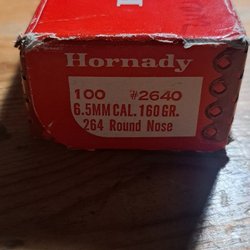 Hornady
100 #2640
6.5MM CAL. 160 GR.
264 Round Nose